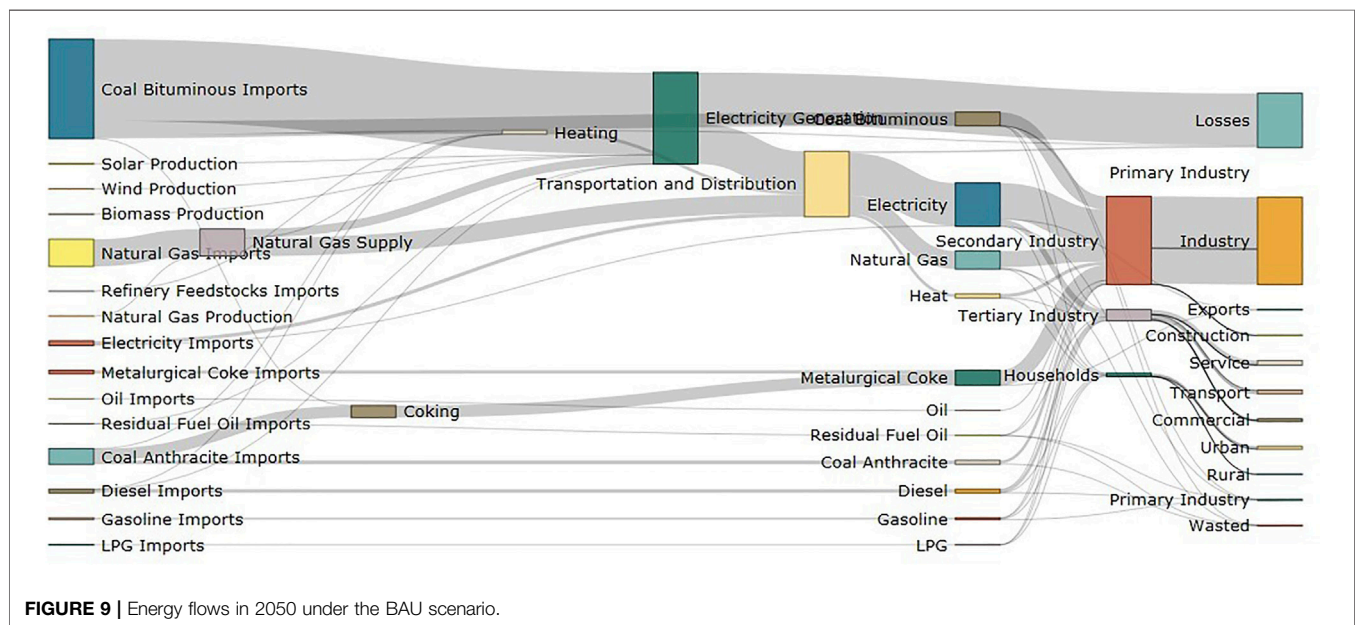 Coal Bituminous Imports
Solar Production
Wind Production
Biomass Production
Natural Gas Imports
Refinery Feedstocks Imports
Natural Gas Production
Electricity Imports
Metalurgical Coke Imports
Oil Imports
Residual Fuel Oil Imports
Coal Anthracite Imports
Diesel Imports
Gasoline Imports
LPG Imports
Natural Gas Supply
Coking
Heating
Electricity Generation
Transportation and Distribution
Coal Bituminous
Electricity
Natural Gas
Heat
Metalurgical Coke
Oil
Residual Fuel Oil
Coal Anthracite
Diesel
Gasoline
LPG
Primary Industry
Secondary Industry
Tertiary Industry
Households
Losses
Industry
Exports
Construction
Service
Transport
Commercial
Urban
Rural
Primary Industry
Wasted
FIGURE 9 | Energy flows in 2050 under the BAU scenario.